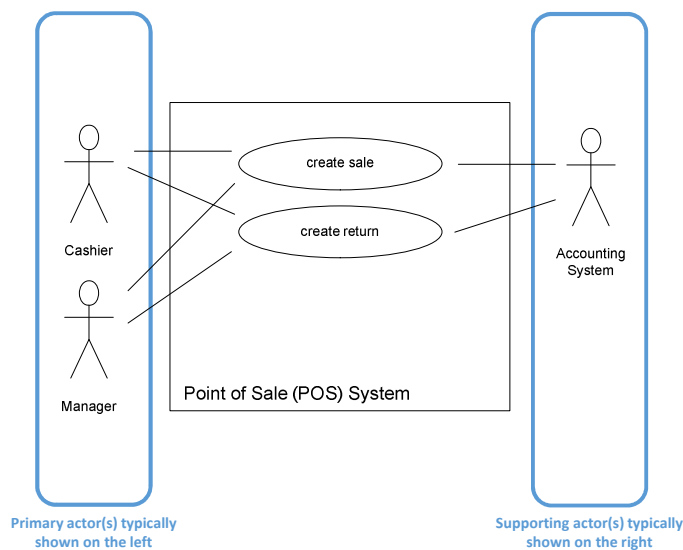 create sale
create return
Cashier
Accounting
System
Manager
Point of Sale (POS) System
Primary actor(s) typically
shown on the left
Supporting actor(s) typically
shown on the right